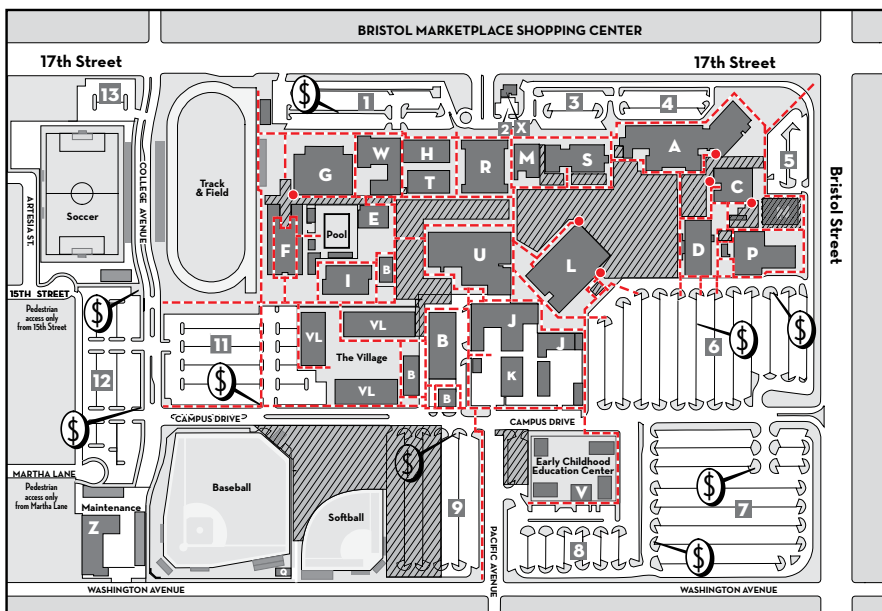 BRISTOL MARKETPLACE SHOPPING CENTER
17th Street
17th Street
13
$
1
2
X
3
4
5
W
H
T
R
M
S
A
G
C
Bristol Street
COLLEGE AVENUE
ARTESIA ST.
Soccer
Track
& Field
E
Pool
F
I
B
U
L
D
P
15TH STREET
Pedestrian
access only
from 15th Street
$
11
$
12
$
VL
VL
The Village
VL
B
B
B
J
J
K
6
$
$
CAMPUS DRIVE
CAMPUS DRIVE
MARTHA LANE
Pedestrian
access only
from Martha Lane
Maintenance
Z
Baseball
Softball
Q
$
9
PACIFIC AVENUE
Early Childhood
Education Center
V
8
$
7
$
WASHINGTON AVENUE
WASHINGTON AVENUE